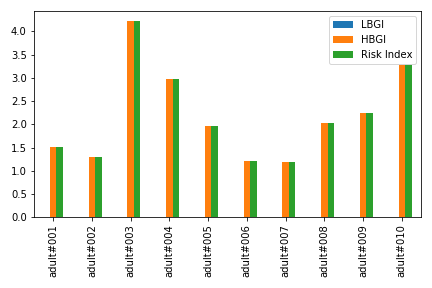 4.0
3.5
3.0
2.5
2.0
1.5
1.0
0.5
0.0
LBGI
HBGI
Risk Index
adult#001
adult#002
adult#003
adult#004
adult#005
adult#006
adult#007
adult#008
adult#009
adult#010